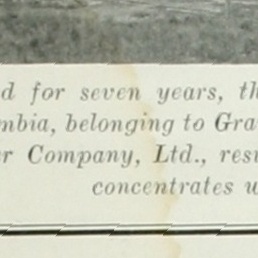 d for seven years, th
mbia, belonging to Gra
r Company, Ltd., resu
concentrates w